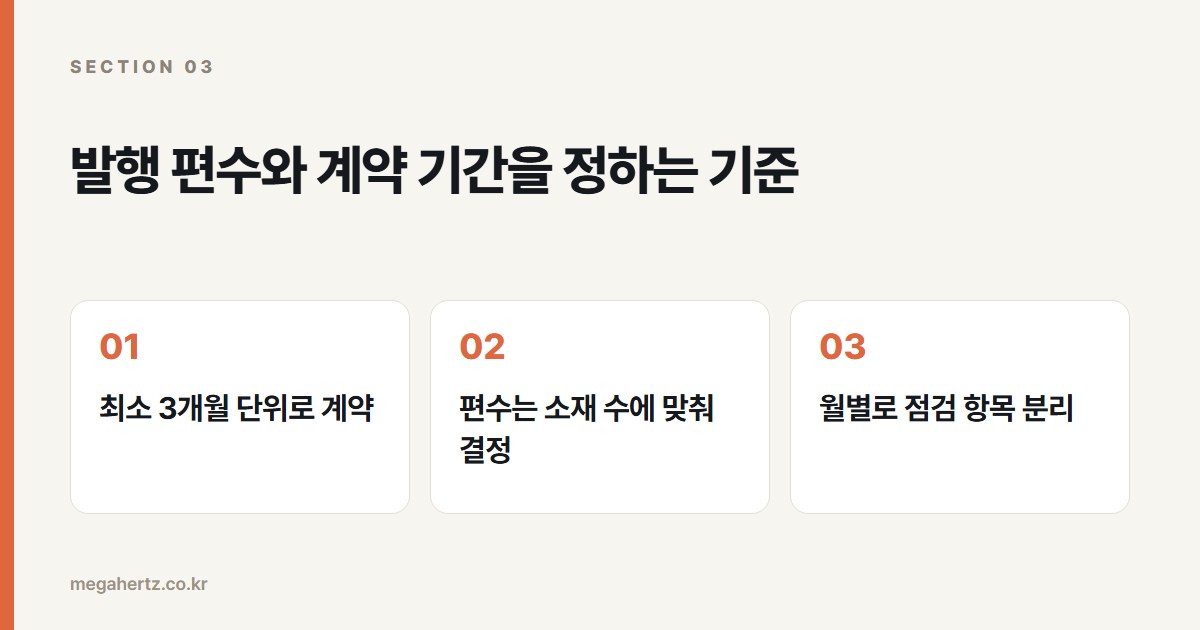 SECTION 03
발행 편수와 계약 기간을 정하는 기준
01
최소 3개월 단위로 계약
02
편수는 소재 수에 맞춰
결정
03
월별로 점검 항목 분리
megahertz.co.kr